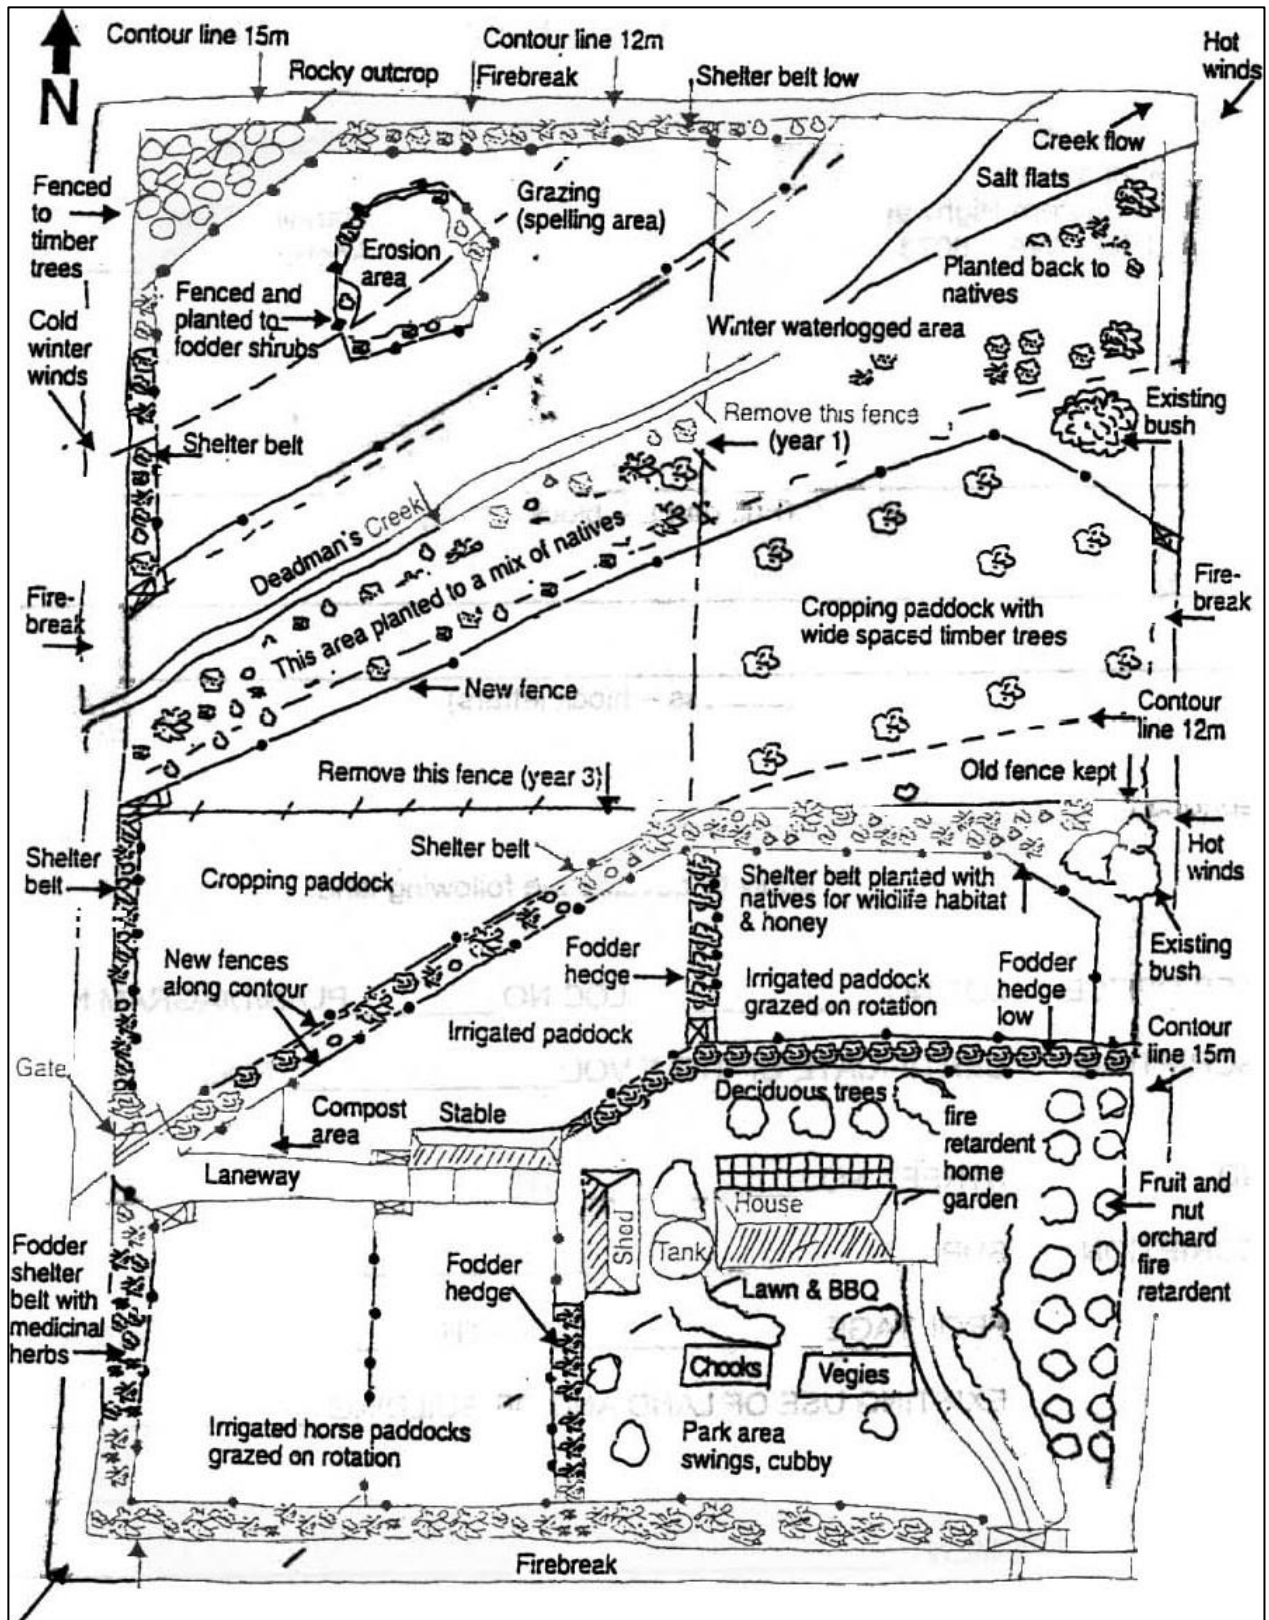 Contour line 15m
Contour line 12m
Hot
winds
Rocky outcrop
Firebreak
Shelter belt low
N
Creek flow
Salt flats
Fenced
to
timber
trees
Grazing
(spelling area)
Erosion
area
Planted back to
natives
Fenced and
planted to
fodder shrubs
Cold
winter
winds
Winter waterlogged area
Existing
bush
Remove this fence
(year 1)
Shelter belt
Deadman's Creek
This area planted to a mix of natives
Fire-
break
Fire-
break
Cropping paddock with
wide spaced timber trees
New fence
Contour
line 12m
Remove this fence (year 3)
Old fence kept
Shelter belt
Hot
winds
Shelter
belt
Cropping paddock
Shelter belt planted with
natives for wildlife habitat
& honey
New fences
along contour
Fodder
hedge
Existing
bush
Irrigated paddock
grazed on rotation
Fodder
hedge
low
Irrigated paddock
Contour
line 15m
Gate
Compost
area
Stable
Deciduous trees
fire
retardent
home
garden
Laneway
House
Fruit and
nut
orchard
fire
retardent
Shed
Tank
Fodder
shelter
belt with
medicinal
herbs
Fodder
hedge
Lawn & BBQ
Chooks
Vegies
Irrigated horse paddocks
grazed on rotation
Park area
swings, cubby
Firebreak